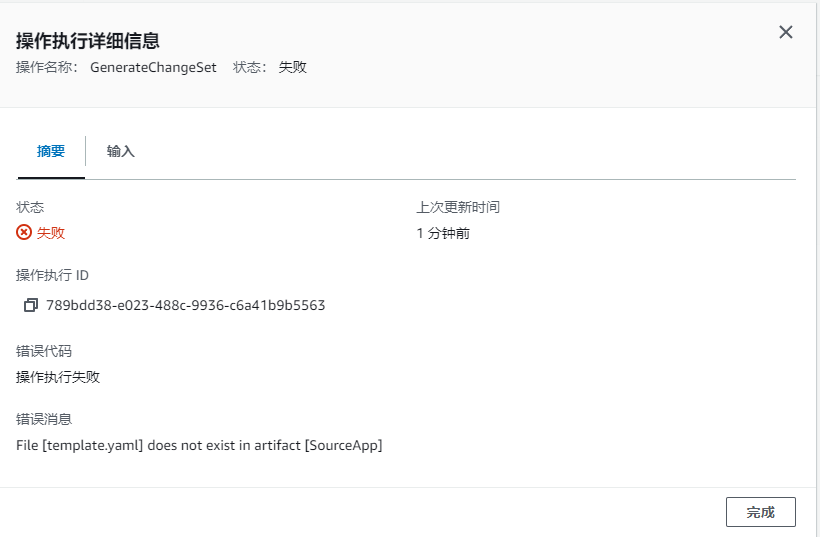 操作执行详细信息
操作名称： GenerateChangeSet 状态： 失败
摘要 输入
状态
失败
上次更新时间
1 分钟前
操作执行 ID
789bdd38-e023-488c-9936-c6a41b9b5563
错误代码
操作执行失败
错误消息
File [template.yaml] does not exist in artifact [SourceApp]
完成